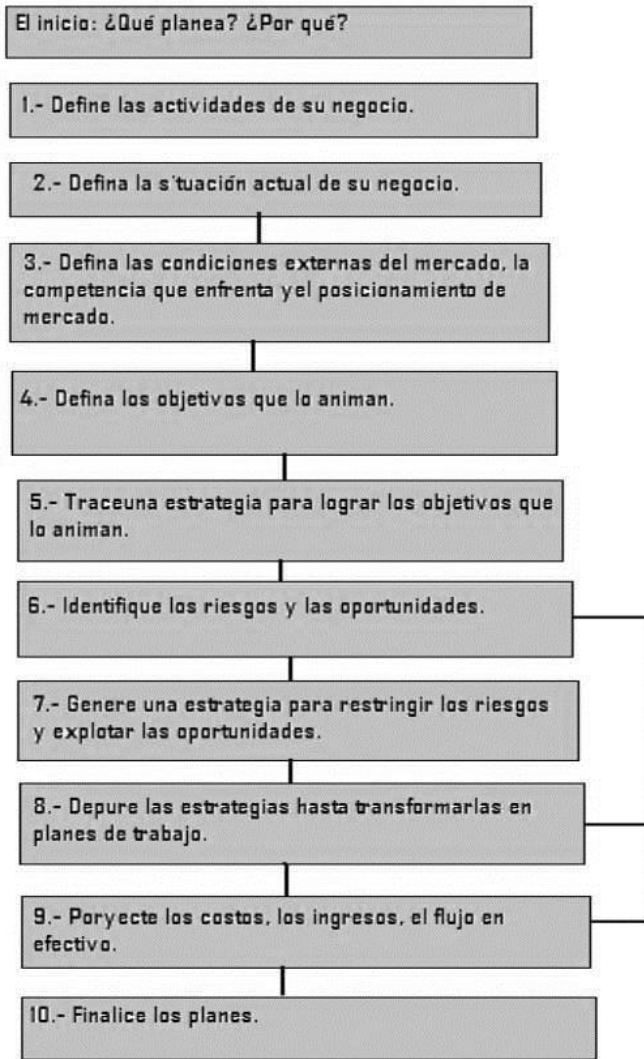 El inicio: ¿Qué planea? ¿Por qué?
1.- Define las actividades de su negocio.
2.- Defina la s'tuación actual de su negocio.
3.- Defina las condiciones externas del mercado, la
competencia que enfrenta yel posicionamiento de
mercado.
4.- Defina los objetivos que lo animan.
5.- Traceuna estrategia para lograr los objetivos que
lo animan.
6.- Identifique los riesgos y las oportunidades.
7.- Genere una estrategia para restringir los riesgos
y explotar las oportunidades.
8.- Depure las estrategias hasta transformarlas en
planes de trabajo.
9.- Poryecte los costos, los ingresos, el flujo en
efectivo.
10.- Finalice los planes.